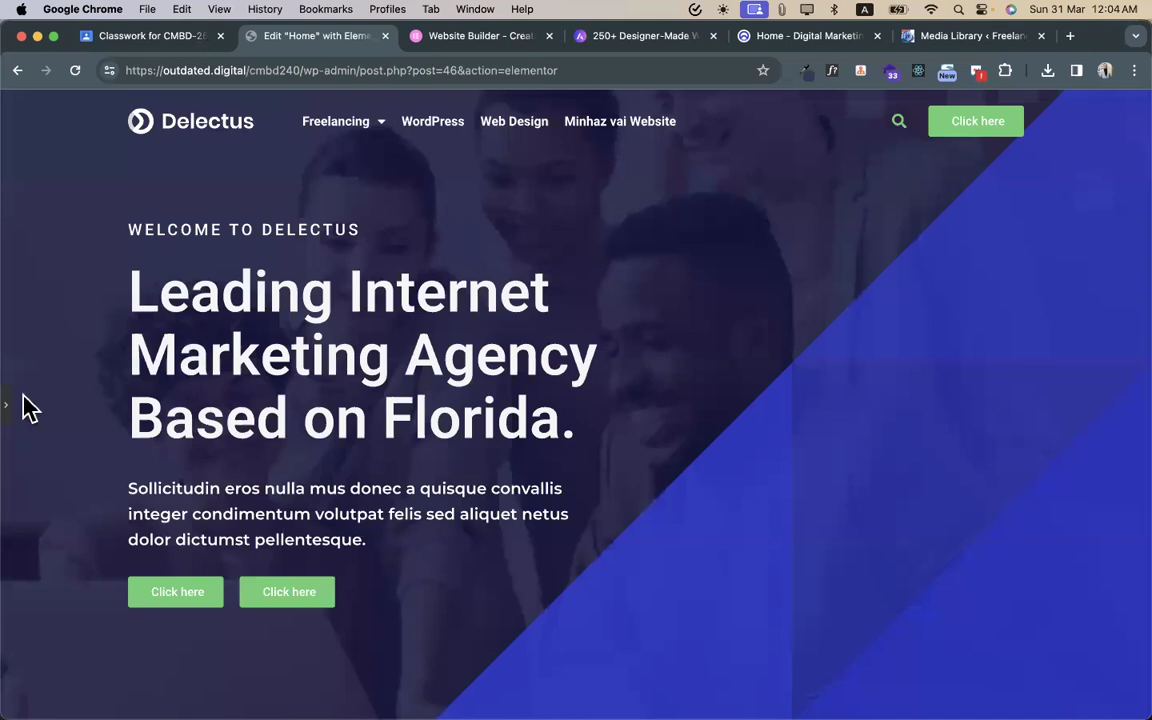 Google Chrome File Edit View History Bookmarks Profiles Tab Window Help A Sun 31 Mar 12:04AM
Classwork for CMBD-25 Edit "Home" with Eleme Website Builder - Creat 250+ Designer-Made W Home - Digital Marketin Media Library ‹ Freelan
https://outdated.digital/cmbd240/wp-admin/post.php?post=46&action=elementor f? 33 New
Delectus Freelancing WordPress Web Design Minhaz vai Website Click here
WELCOME TO DELECTUS
Leading Internet
Marketing Agency
Based on Florida.
Sollicitudin eros nulla mus donec a quisque convallis
integer condimentum volutpat felis sed aliquet netus
dolor dictumst pellentesque.
Click here Click here